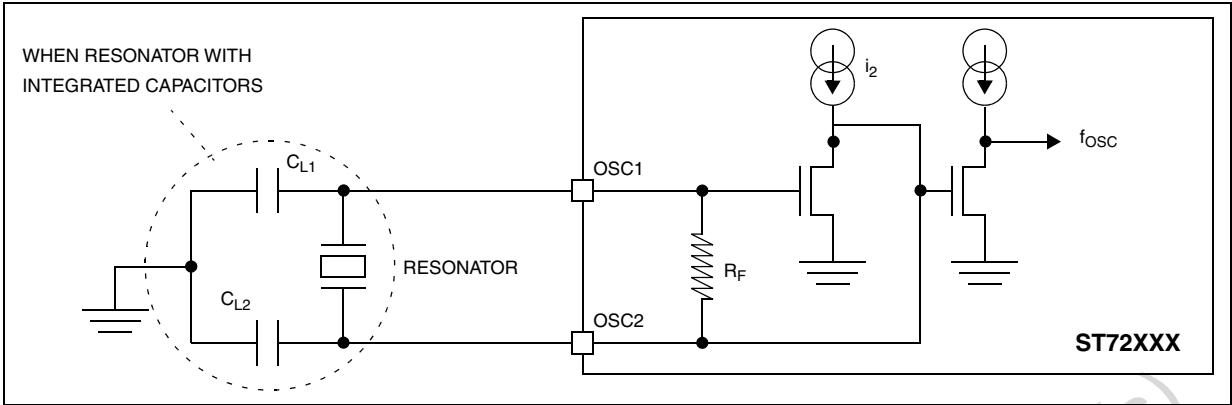 WHEN RESONATOR WITH
INTEGRATED CAPACITORS
CL1
CL2
RESONATOR
OSC1
OSC2
RF
i2
fOSC
ST72XXX